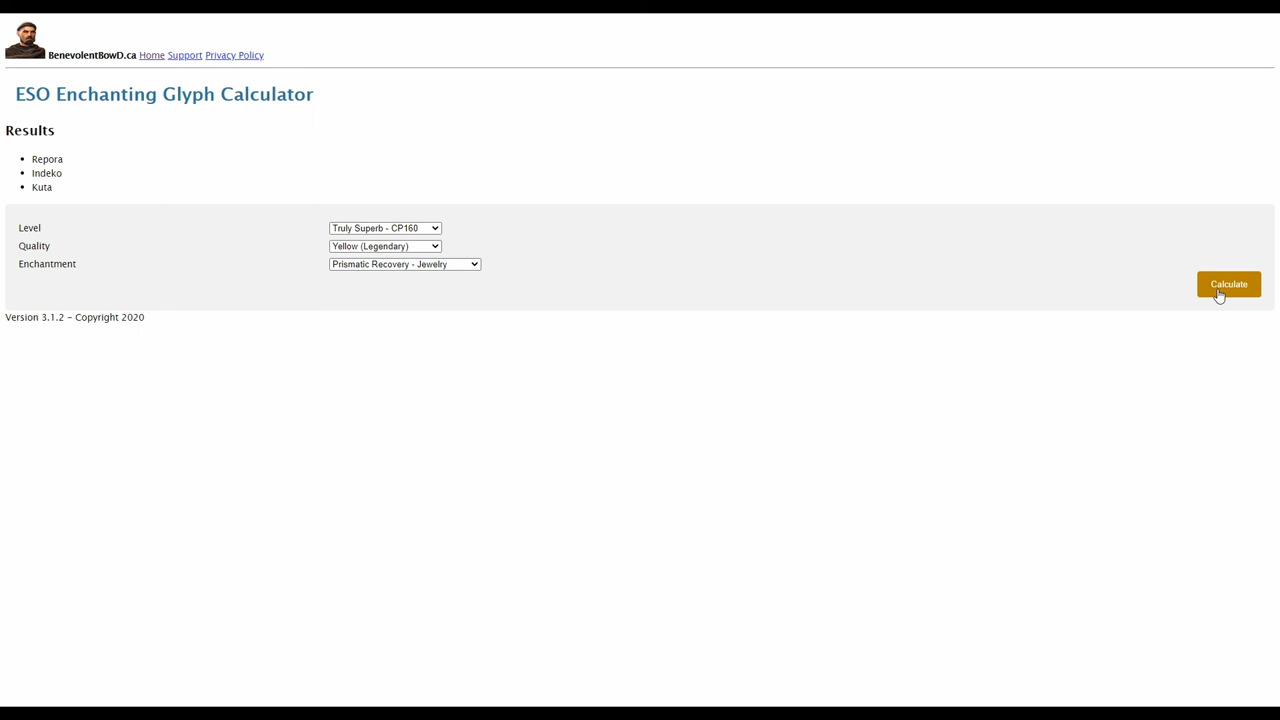 BenevolentBowD.ca Home Support Privacy Policy
ESO Enchanting Glyph Calculator
Results
• Repora
• Indeko
• Kuta
Level Truly Superb - CP160
Quality Yellow (Legendary)
Enchantment Prismatic Recovery - Jewelry
Calculate
Version 3.1.2 – Copyright 2020